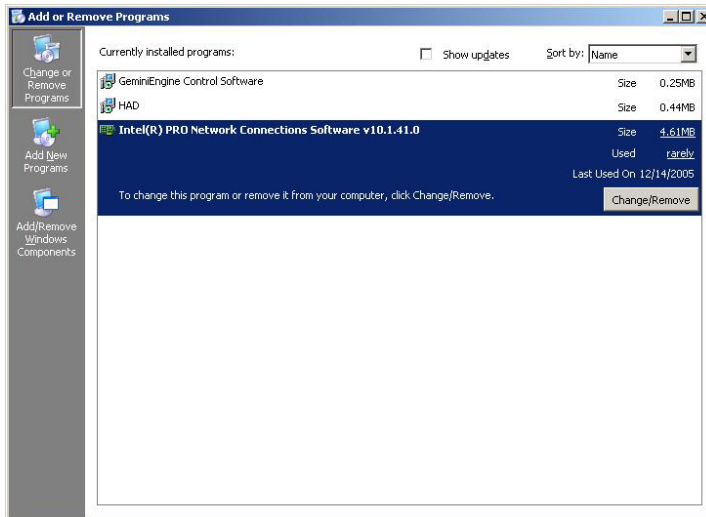 Add or Remove Programs
Change or
Remove
Programs
Add New
Programs
Add/Remove
Windows
Components
Currently installed programs:
Show updates
Sort by: Name
GeminiEngine Control Software Size 0.25MB
HAD Size 0.44MB
Intel(R) PRO Network Connections Software v10.1.41.0 Size 4.61MB
Used rarely
Last Used On 12/14/2005
To change this program or remove it from your computer, click Change/Remove.
Change/Remove